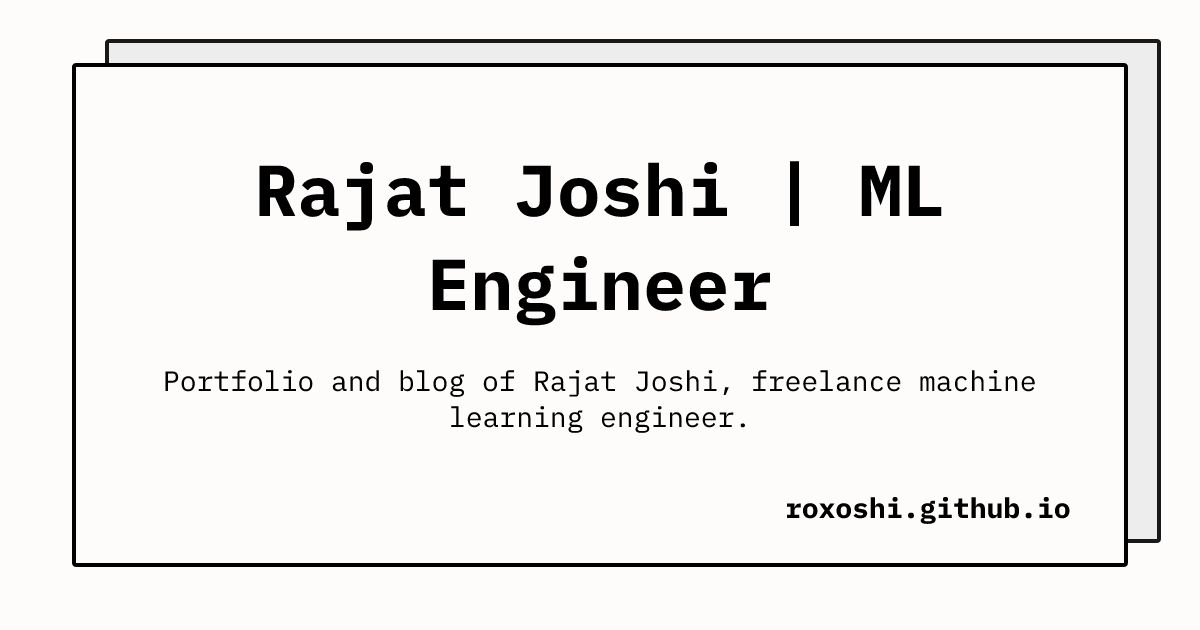 Rajat Joshi | ML
Engineer
Portfolio and blog of Rajat Joshi, freelance machine
learning engineer.
roxoshi.github.io